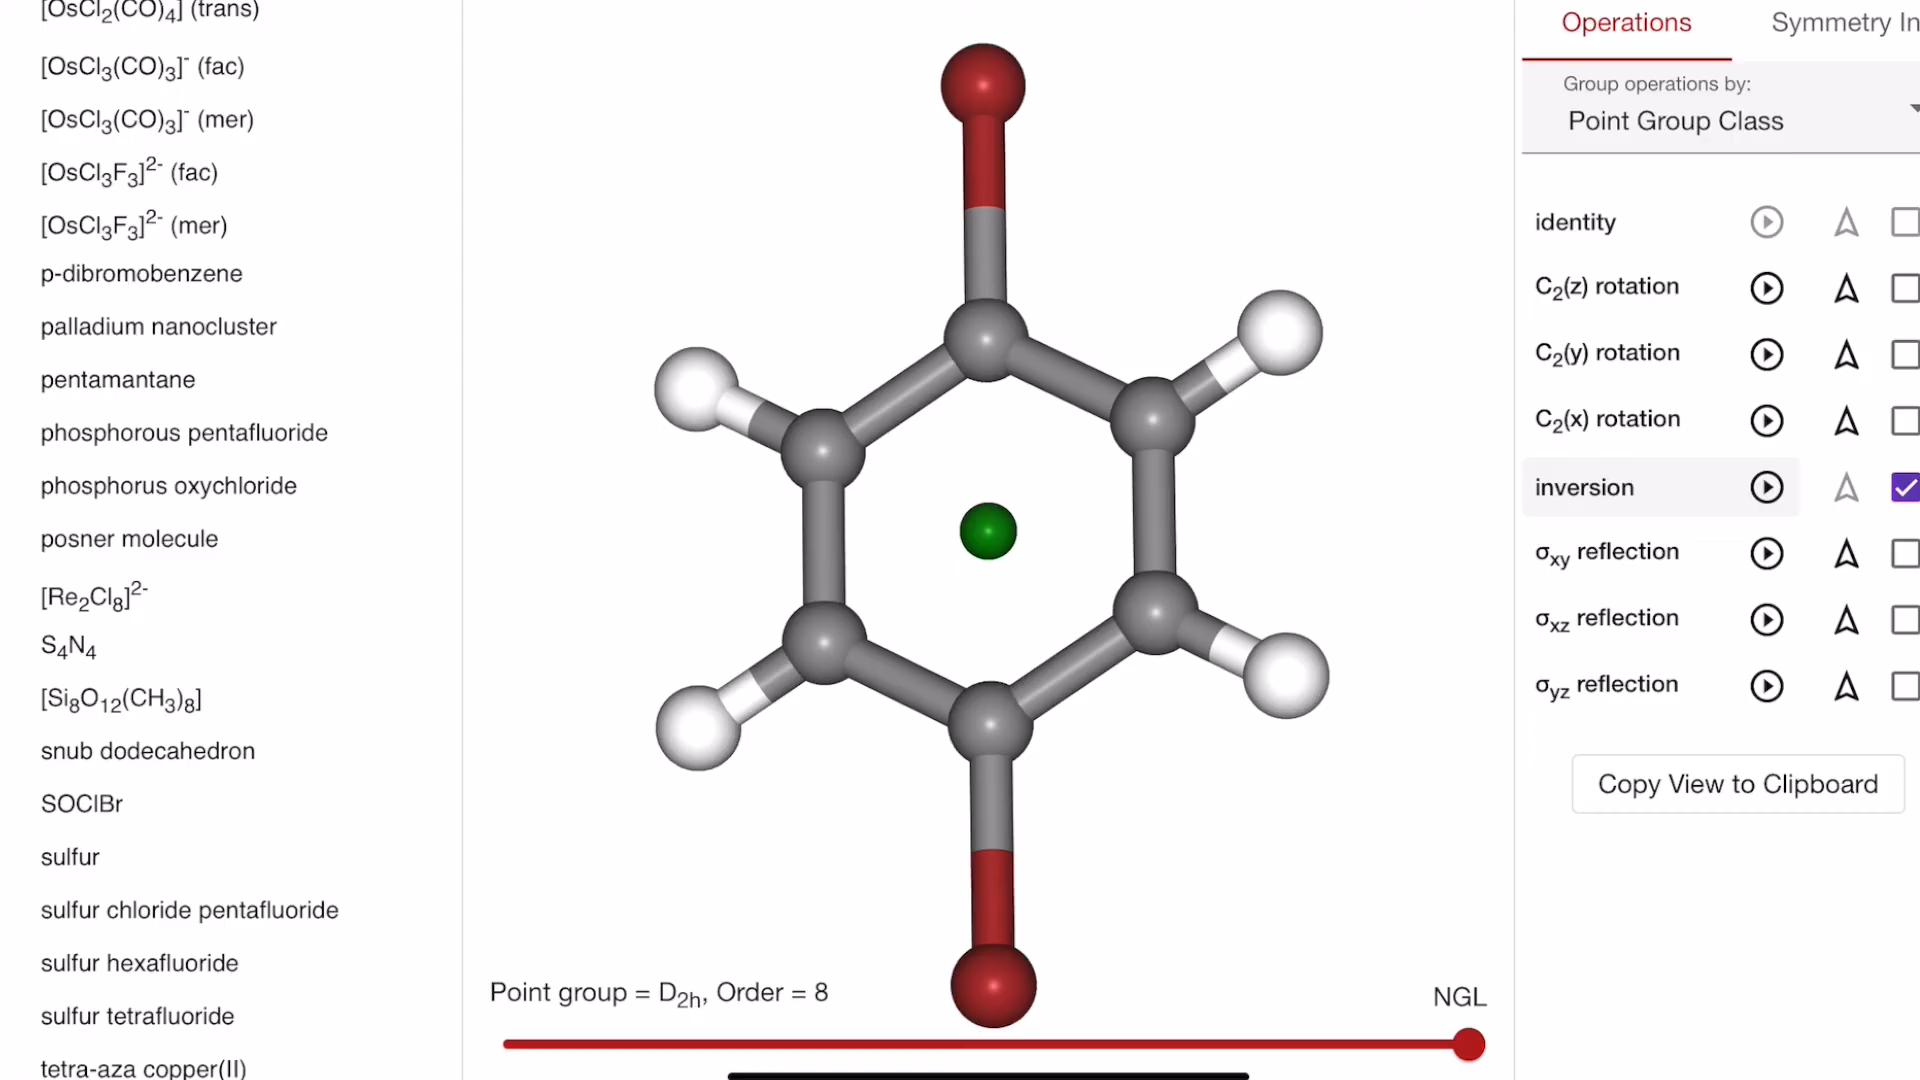 [OsCl₂(CO)₄] (trans)
[OsCl₃(CO)₃]⁻ (fac)
[OsCl₃(CO)₃]⁻ (mer)
[OsCl₃F₃]²⁻ (fac)
[OsCl₃F₃]²⁻ (mer)
p-dibromobenzene
palladium nanocluster
pentamantane
phosphorous pentafluoride
phosphorus oxychloride
posner molecule
[Re₂Cl₈]²⁻
S₄N₄
[Si₈O₁₂(CH₃)₈]
snub dodecahedron
SOClBr
sulfur
sulfur chloride pentafluoride
sulfur hexafluoride
sulfur tetrafluoride
tetra-aza copper(II)
Point group = D₂ₕ, Order = 8
NGL
Operations
Symmetry In
Group operations by:
Point Group Class
identity
C₂(z) rotation
C₂(y) rotation
C₂(x) rotation
inversion
σxy reflection
σxz reflection
σyz reflection
Copy View to Clipboard